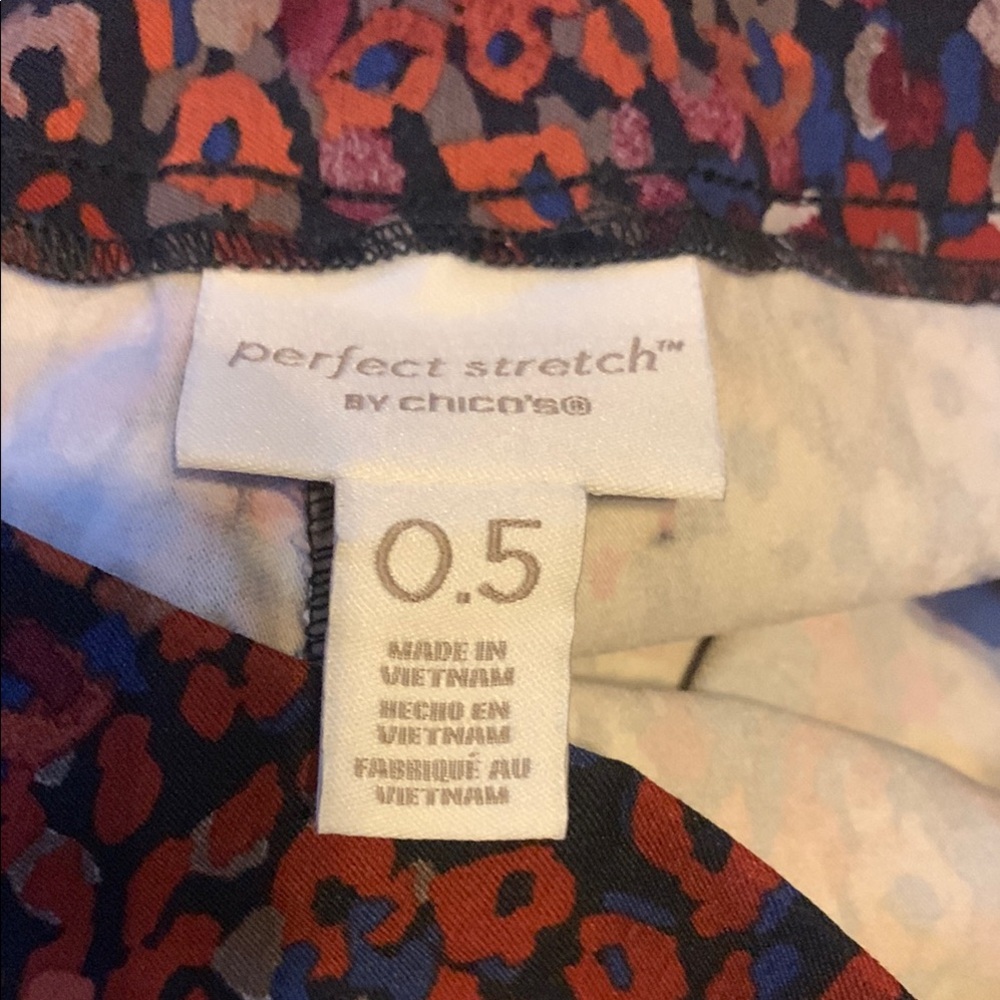 perfect stretch™
BY chico's®
0.5
MADE IN
VIETNAM
HECHO EN
VIETNAM
FABRIQUÉ AU
VIETNAM